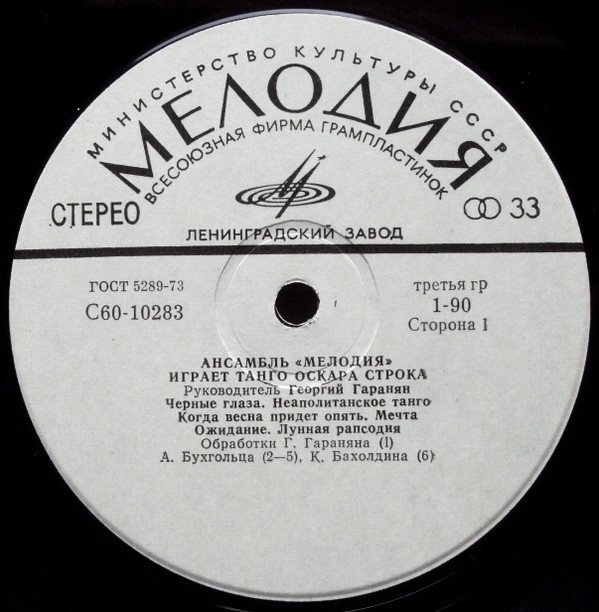 МИНИСТЕРСТВО КУЛЬТУРЫ СССР
МЕЛОДИЯ
ВСЕСОЮЗНАЯ ФИРМА ГРАМПЛАСТИНОК
СТЕРЕО
33
ЛЕНИНГРАДСКИЙ ЗАВОД
ГОСТ 5289-73
третья гр
С60-10283
1-90
Сторона 1
АНСАМБЛЬ «МЕЛОДИЯ»
ИГРАЕТ ТАНГО ОСКАРА СТРОКА
Руководитель Георгий Гаранян
Черные глаза. Неаполитанское танго
Когда весна придет опять. Мечта
Ожидание. Лунная рапсодия
Обработки Г. Гараняна (1)
А. Бухгольца (2—5), К. Бахолдина (6)